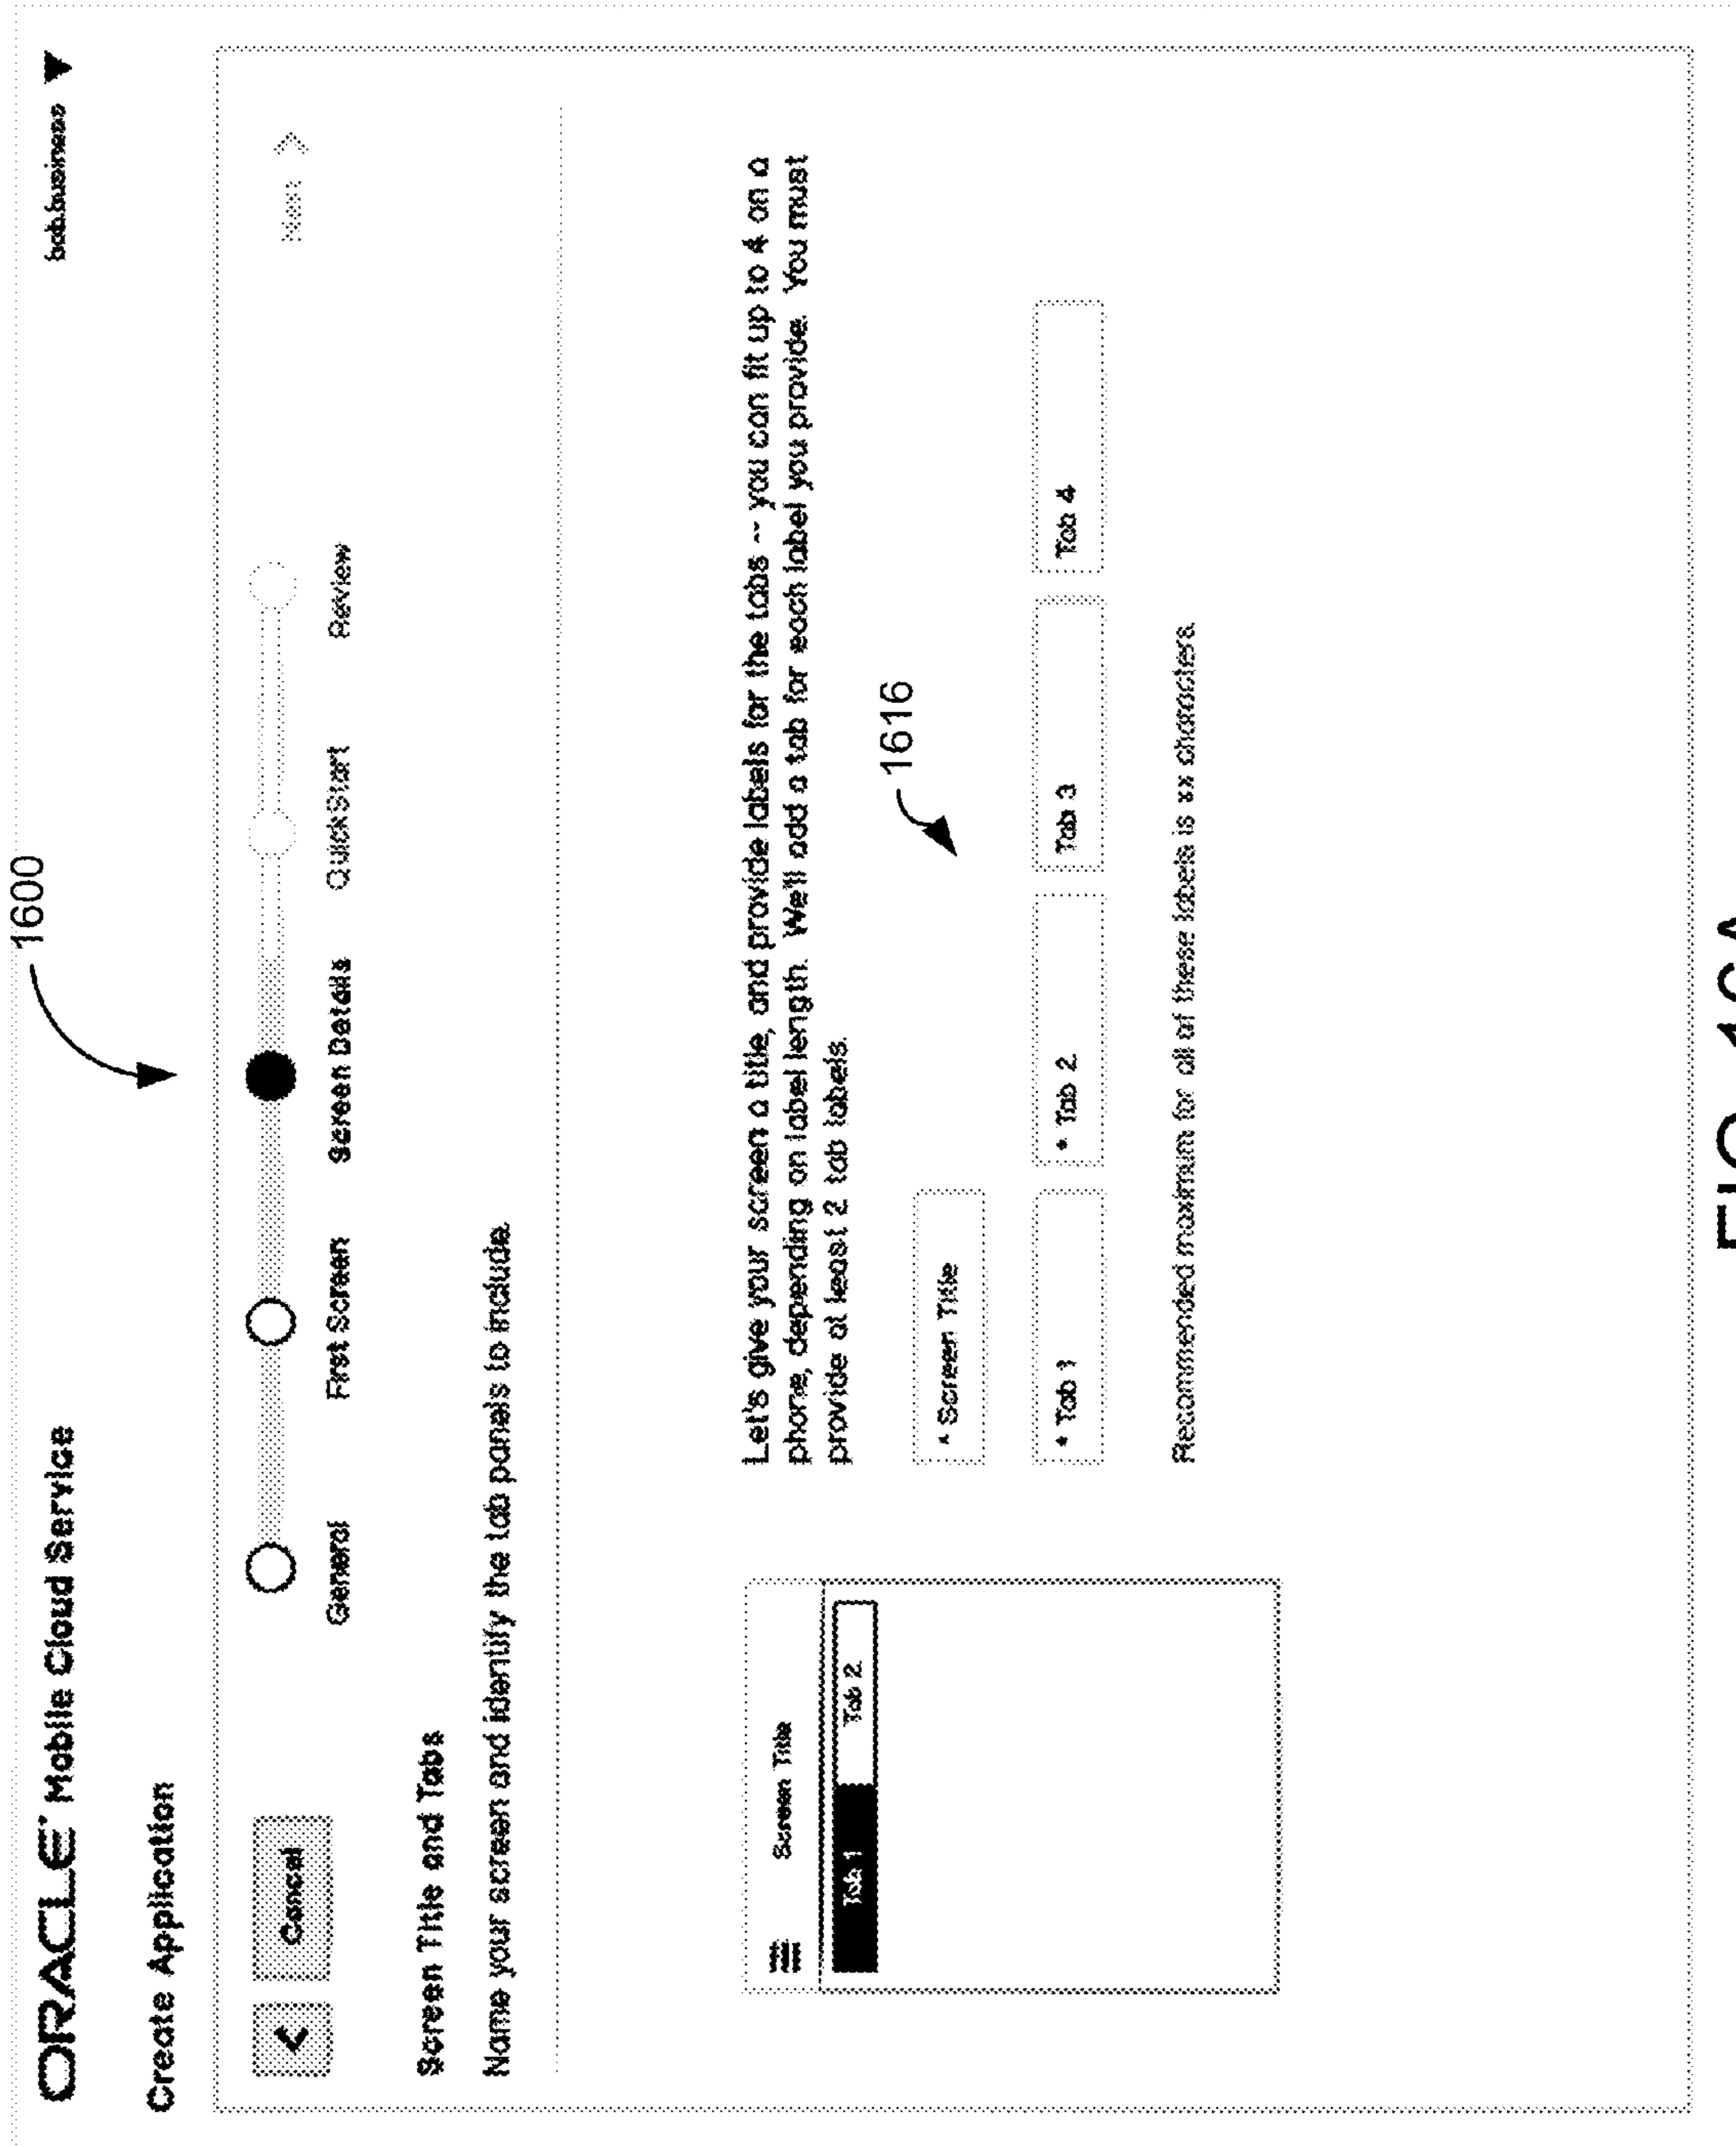 1600
ORACLE Mobile Cloud Service
bob.business
Create Application
Cancel
Next
General
First Screen
Screen Details
QuickStart
Review
Screen Title and Tabs
Name your screen and identify the tab panels to include.
Screen Title
Tab 1
Tab 2
Let's give your screen a title, and provide labels for the tabs -- you can fit up to 4 on a
phone, depending on label length. We'll add a tab for each label you provide. You must
provide at least 2 tab labels.
1616
* Screen Title
* Tab 1
* Tab 2
Tab 3
Tab 4
Recommended maximum for all of these labels is xx characters.